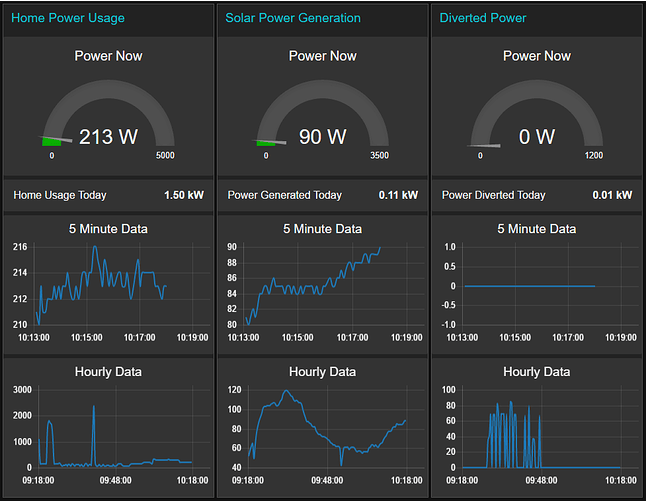 Home Power Usage
Solar Power Generation
Diverted Power
Power Now
Power Now
Power Now
213 W
90 W
0 W
0 5000
0 3500
0 1200
Home Usage Today 1.50 kW
Power Generated Today 0.11 kW
Power Diverted Today 0.01 kW
5 Minute Data
216
214
212
210
10:13:00 10:15:00 10:17:00 10:19:00
5 Minute Data
90
88
86
84
82
80
10:13:00 10:15:00 10:17:00 10:19:00
5 Minute Data
1.0
0.5
0
-0.5
-1.0
10:13:00 10:15:00 10:17:00 10:19:00
Hourly Data
3000
2000
1000
0
09:18:00 09:48:00 10:18:00
Hourly Data
120
100
80
60
40
09:18:00 09:48:00 10:18:00
Hourly Data
100
80
60
40
20
0
09:18:00 09:48:00 10:18:00